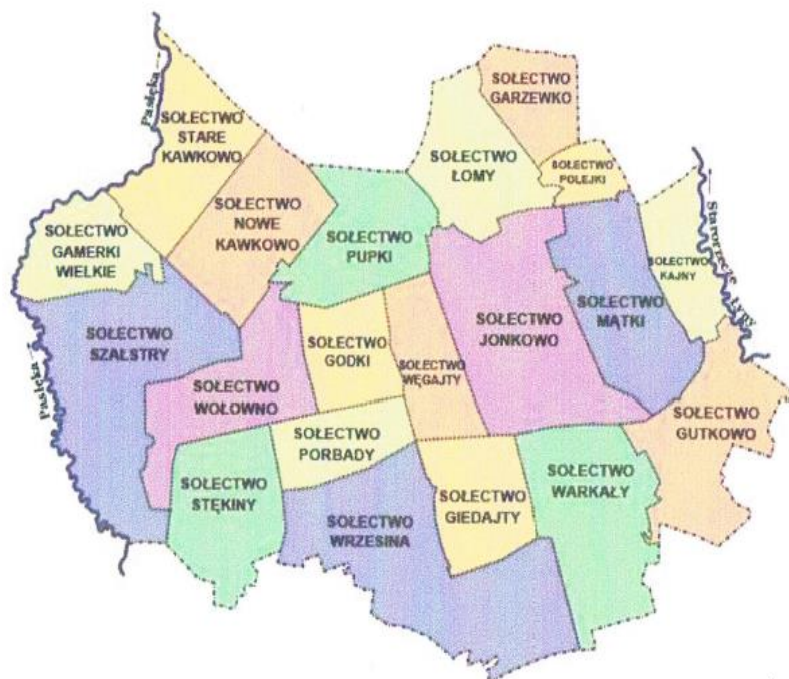 Pasłęka
SOŁECTWO
STARE
KAWKOWO
SOŁECTWO
GARZEWKO
SOŁECTWO
ŁOMY
SOŁECTWO
POLEJKI
SOŁECTWO
NOWE
KAWKOWO
SOŁECTWO
GAMERKI
WIELKIE
SOŁECTWO
PUPKI
SOŁECTWO
KAJNY
Starorzecze Łyny
SOŁECTWO
MĄTKI
SOŁECTWO
JONKOWO
SOŁECTWO
SZAŁSTRY
Pasłęka
SOŁECTWO
GODKI
SOŁECTWO
WĘGAJTY
SOŁECTWO
WOŁOWNO
SOŁECTWO
GUTKOWO
SOŁECTWO
PORBADY
SOŁECTWO
WARKAŁY
SOŁECTWO
STĘKINY
SOŁECTWO
GIEDAJTY
SOŁECTWO
WRZESINA